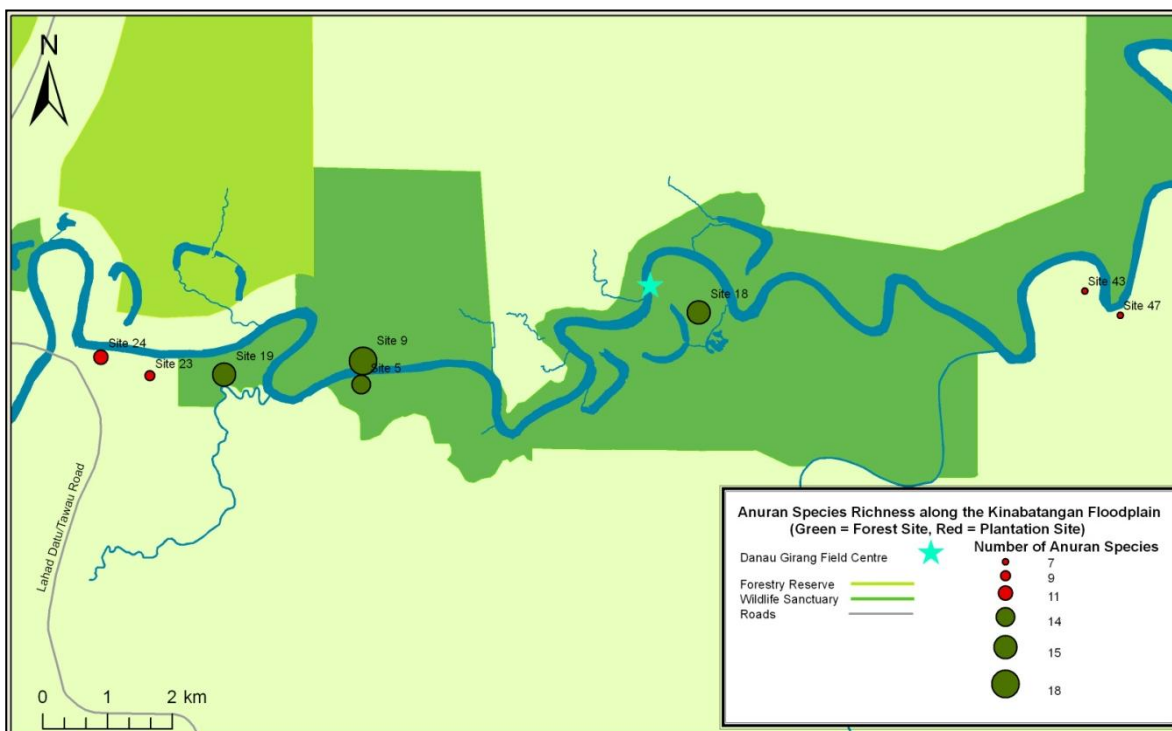 N
Site 43
Site 18
Site 47
Site 24
Site 9
Site 23
Site 19
Site 5
Lahad Datu/Tawau Road
0 1 2 km
Anuran Species Richness along the Kinabatangan Floodplain
(Green = Forest Site, Red = Plantation Site)
Danau Girang Field Centre
Forestry Reserve
Wildlife Sanctuary
Roads
Number of Anuran Species
7
9
11
14
15
18